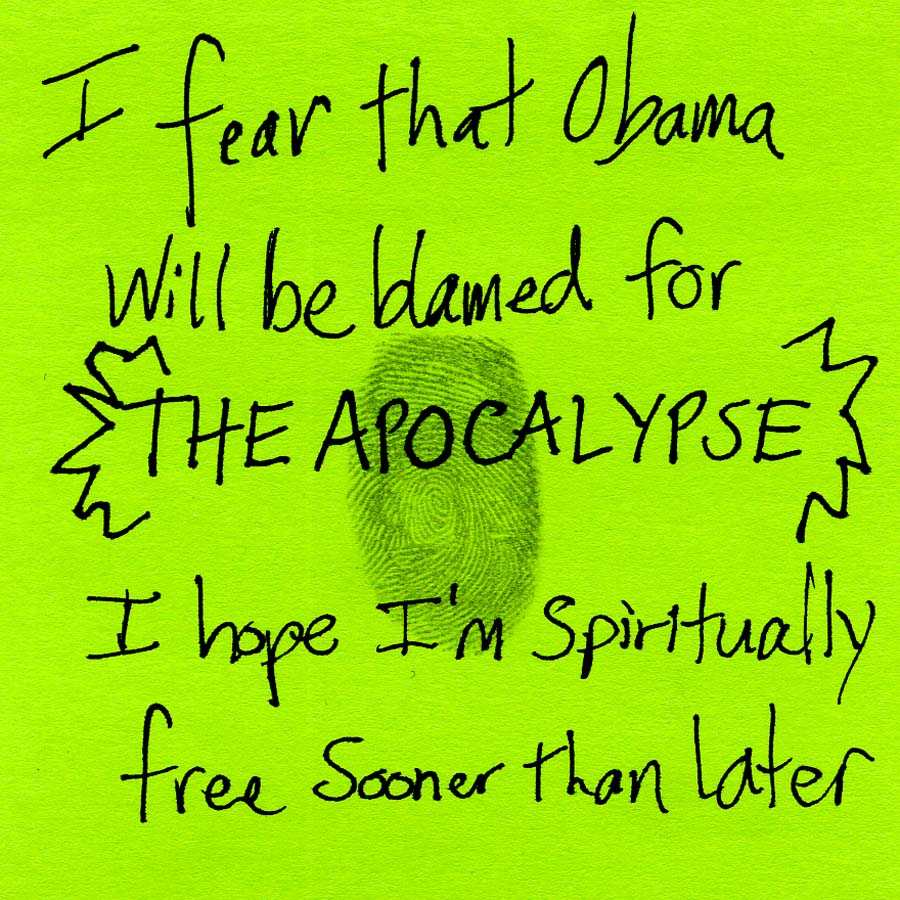 I fear that Obama
Will be blamed for
THE APOCALYPSE
I hope I'm Spiritually
free Sooner than later